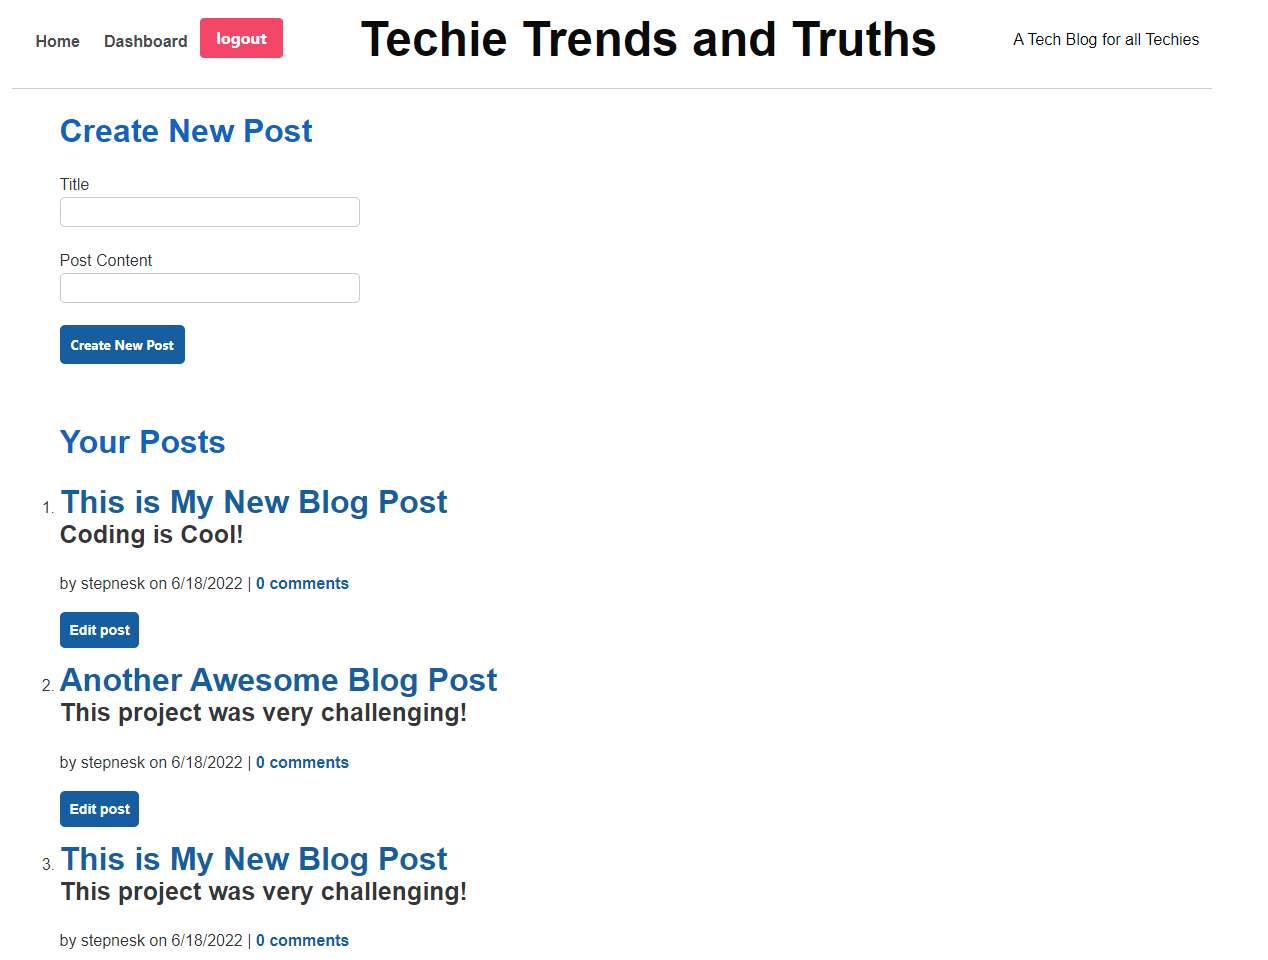 Home Dashboard logout Techie Trends and Truths A Tech Blog for all Techies
Create New Post
Title
Post Content
Create New Post
Your Posts
1. This is My New Blog Post
Coding is Cool!
by stepnesk on 6/18/2022 | 0 comments
Edit post
2. Another Awesome Blog Post
This project was very challenging!
by stepnesk on 6/18/2022 | 0 comments
Edit post
3. This is My New Blog Post
This project was very challenging!
by stepnesk on 6/18/2022 | 0 comments